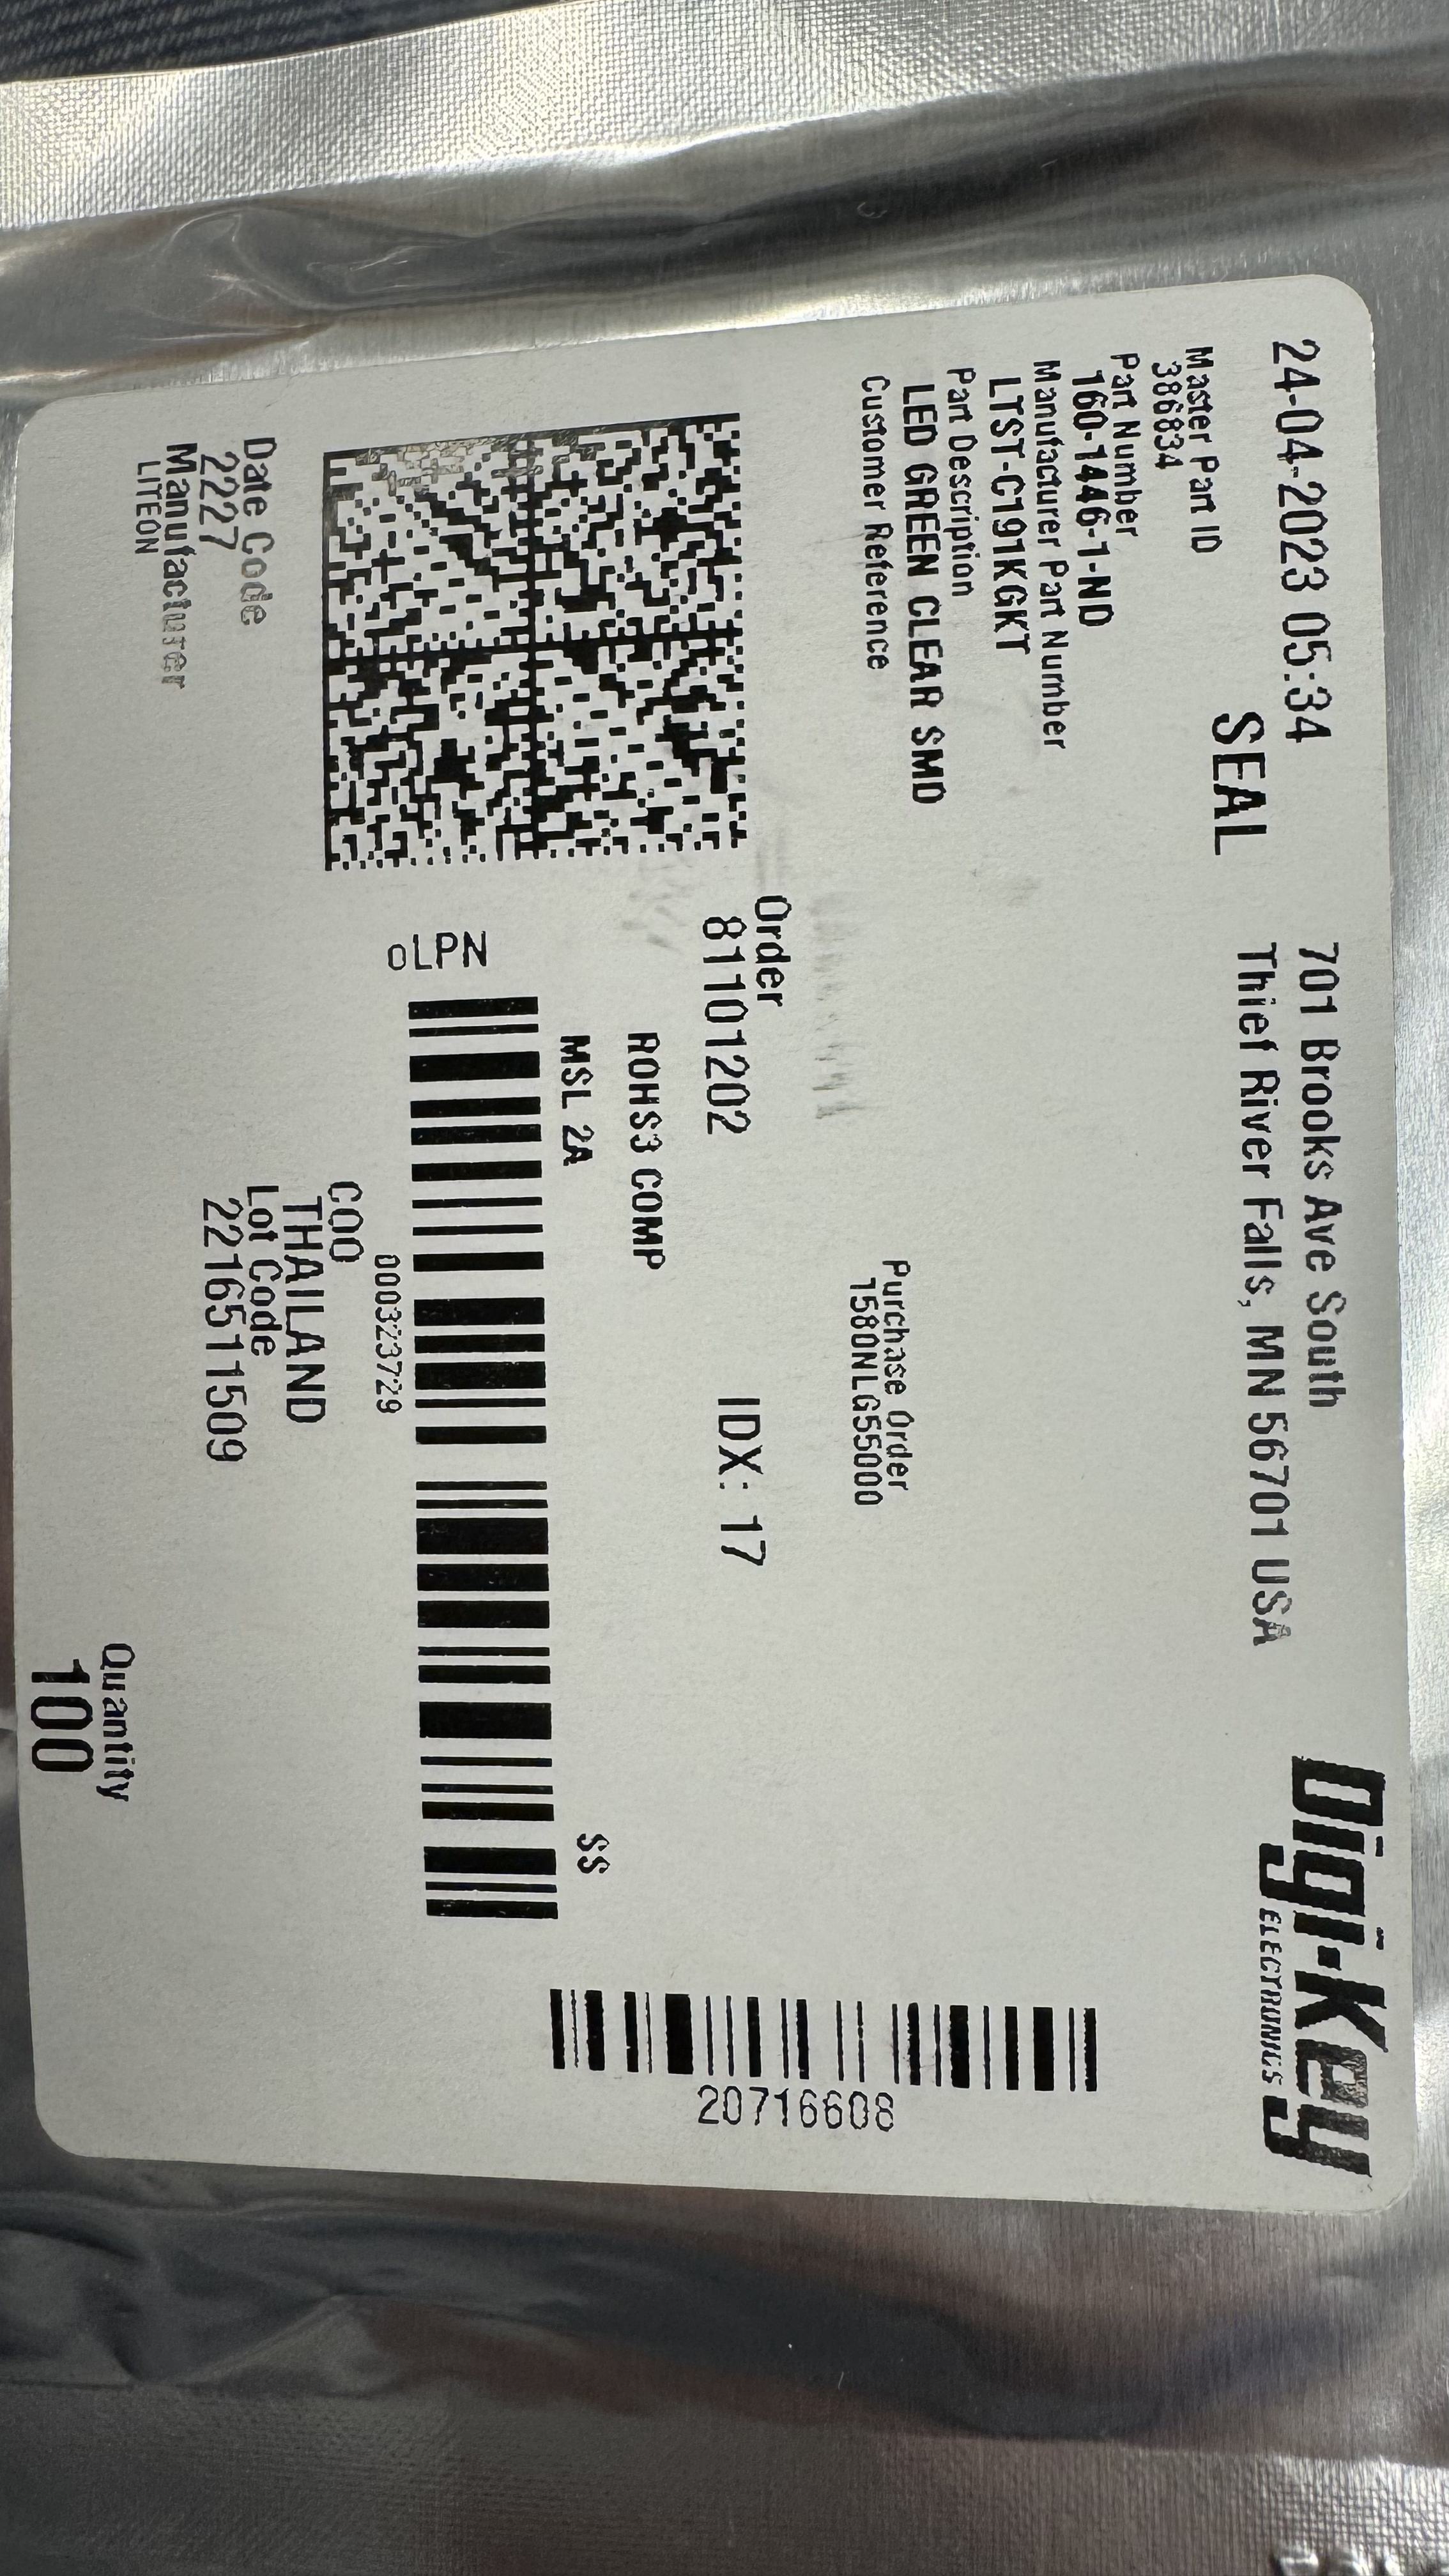 24-04-2023 05:34
SEAL
701 Brooks Ave South
Thief River Falls, MN 56701 USA
Digi-Key
ELECTRONICS
Master Part ID
386834
Part Number
160-1446-1-ND
Manufacturer Part Number
LTST-C191KGKT
Part Description
LED GREEN CLEAR SMD
Customer Reference
Purchase Order
1580NLG55000
Order
81101202
IDX: 17
ROHS3 COMP
MSL 2A
SS
oLPN
000323729
20716608
COO
THAILAND
Lot Code
2216511509
Date Code
2227
Manufacturer
LITEON
Quantity
100